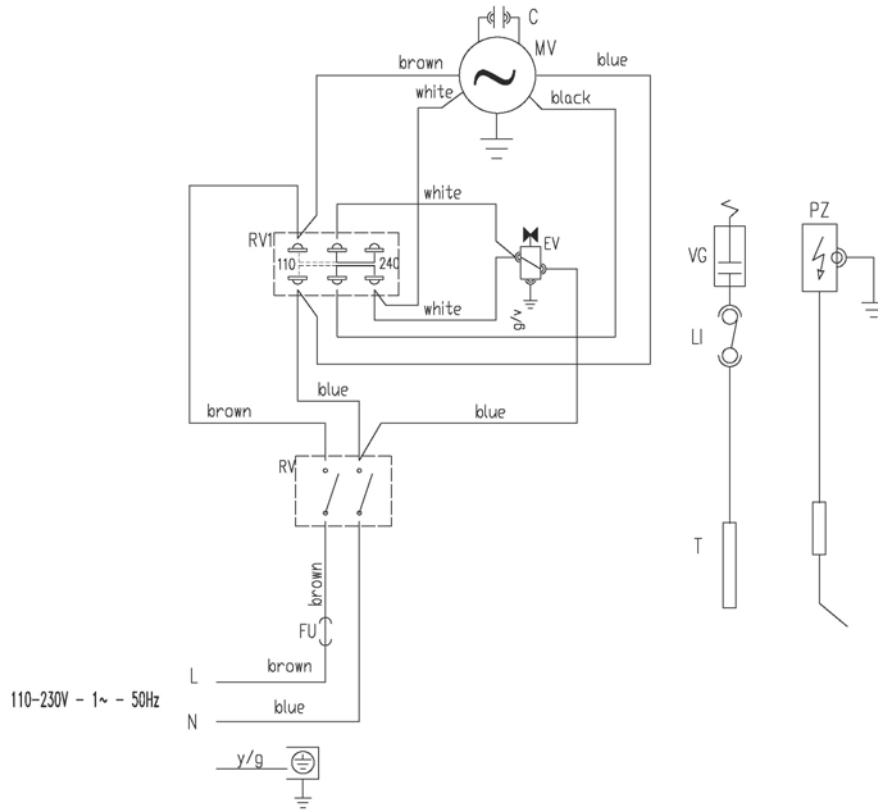 C
MV
brown
blue
white
black
white
RV1
EV
110
240
white
g/v
PZ
VG
LI
blue
brown
blue
RV
T
brown
FU
L
brown
110-230V - 1~ - 50Hz
N
blue
y/g